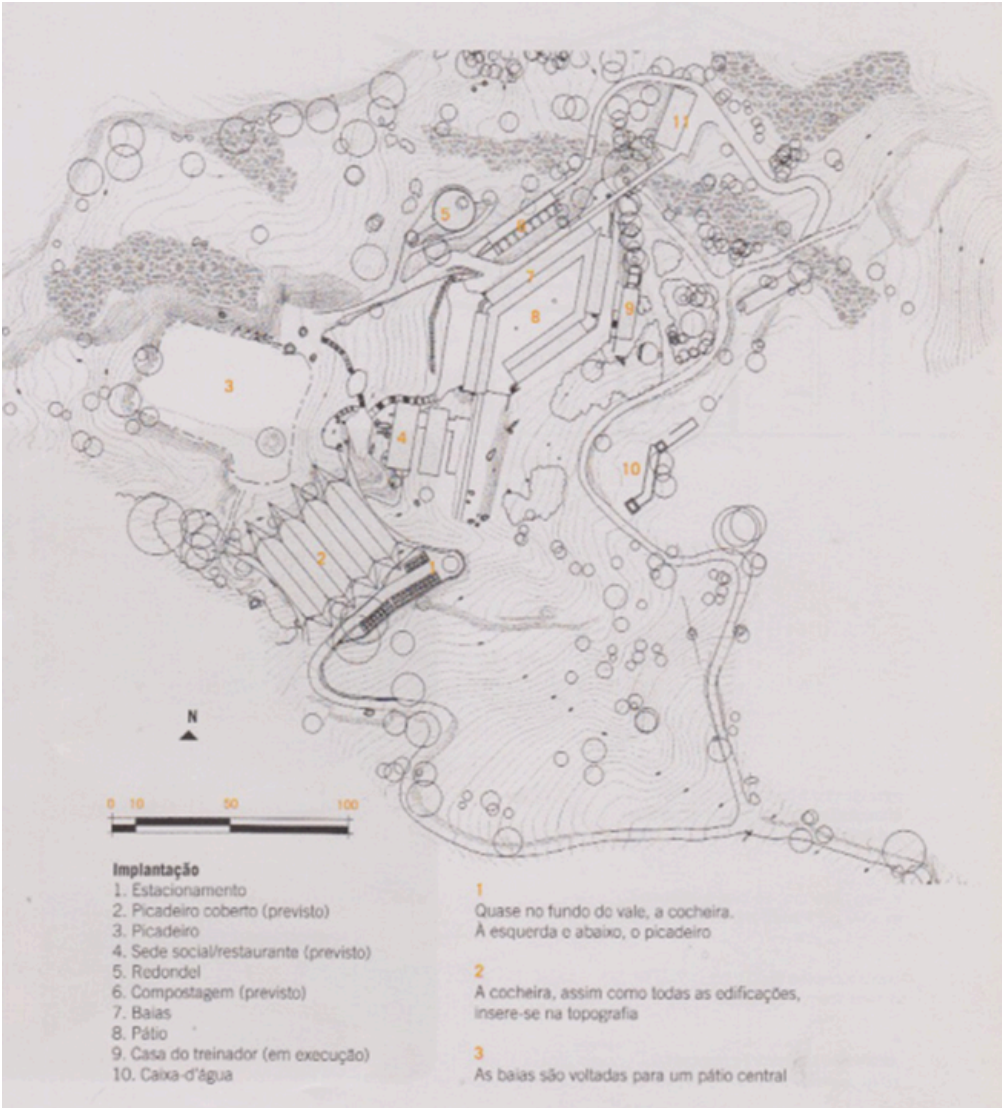 11
5
6
7
8
9
3
4
10
2
1
N
0 10 50 100
Implantação
1. Estacionamento
2. Picadeiro coberto (previsto)
3. Picadeiro
4. Sede social/restaurante (previsto)
5. Redondel
6. Compostagem (previsto)
7. Baias
8. Pátio
9. Casa do treinador (em execução)
10. Caixa-d'água
1
Quase no fundo do vale, a cocheira.
À esquerda e abaixo, o picadeiro
2
A cocheira, assim como todas as edificações,
insere-se na topografia
3
As baias são voltadas para um pátio central